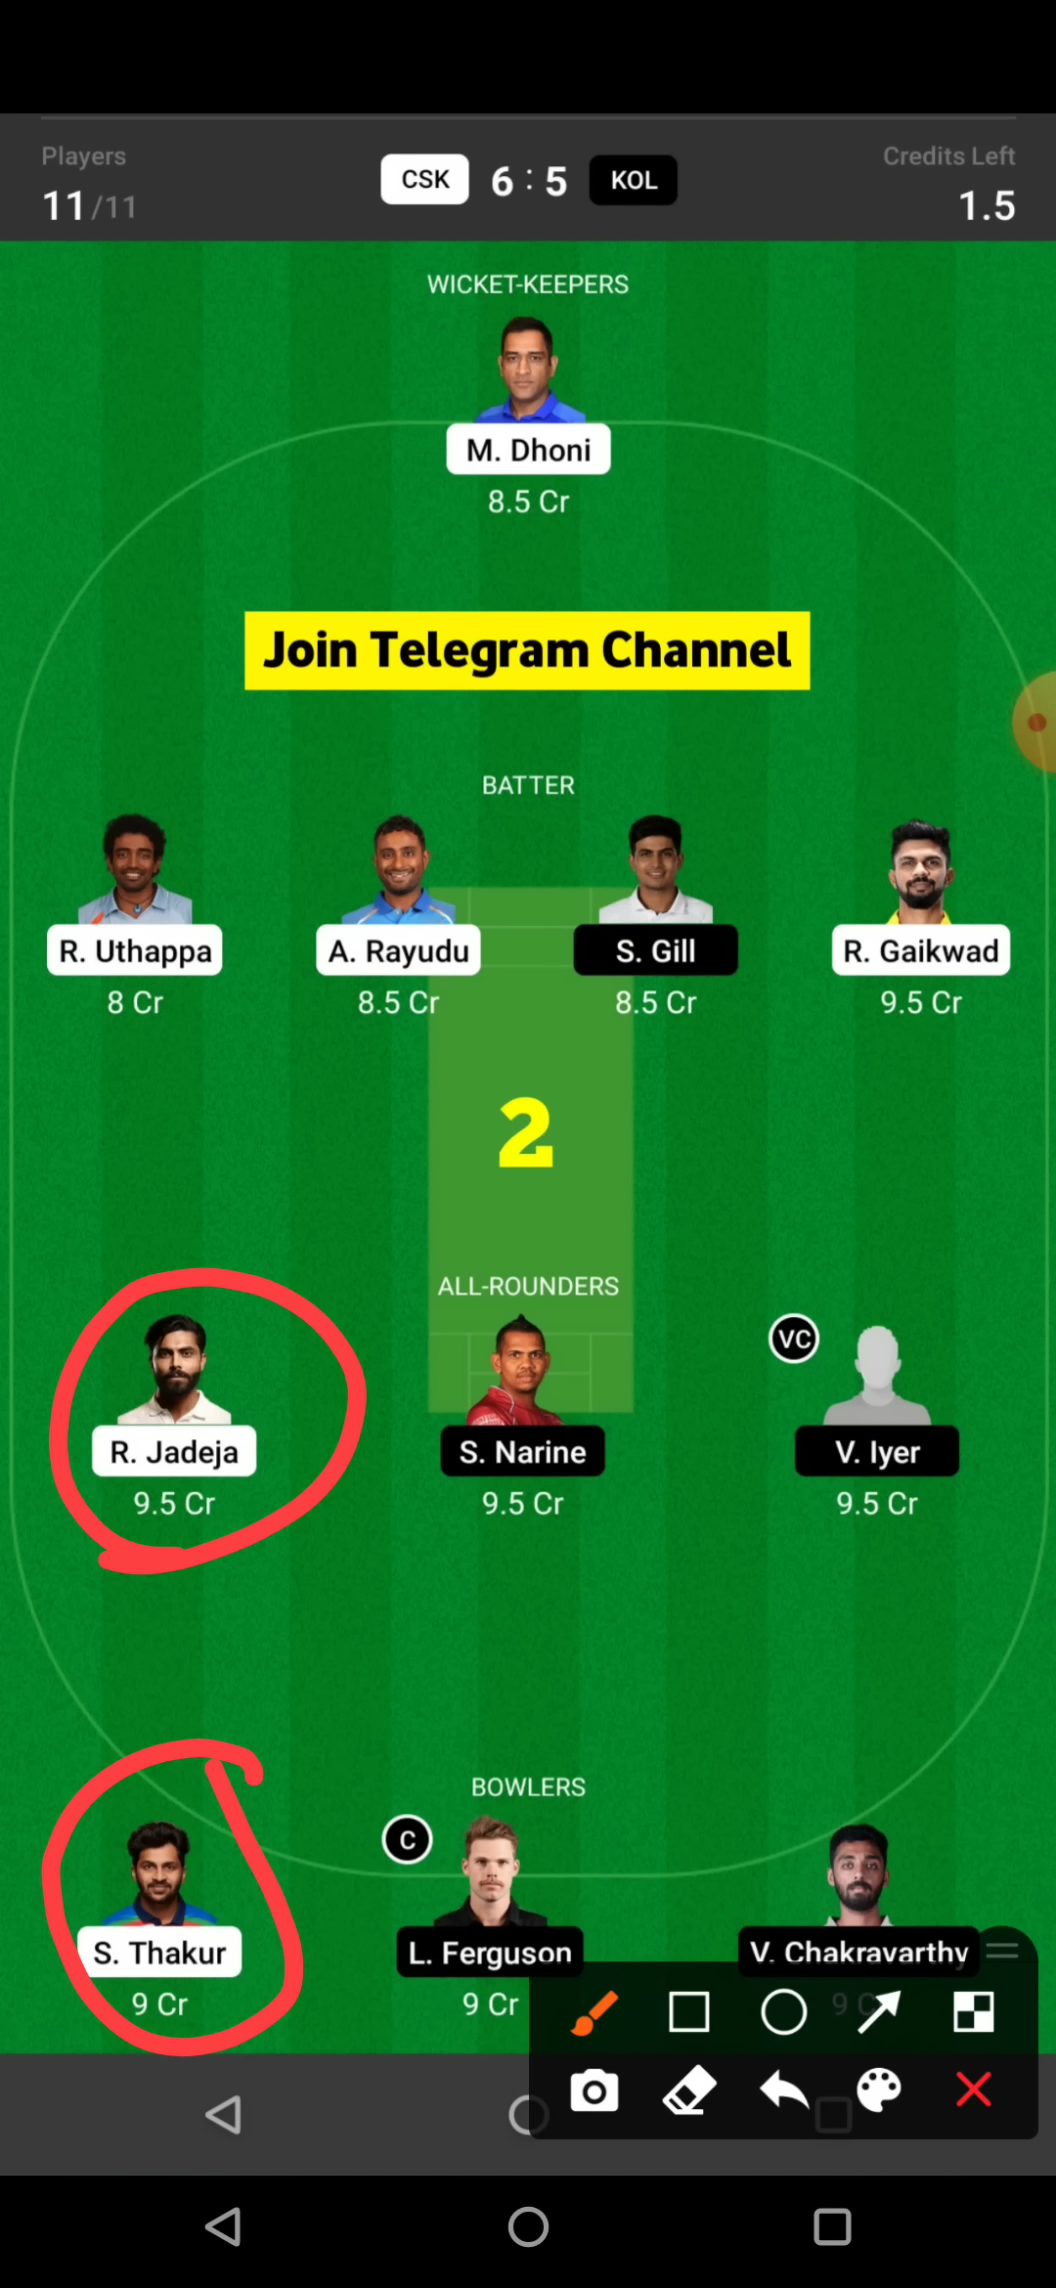 Players
11/11
CSK 6 : 5 KOL
Credits Left
1.5
WICKET-KEEPERS
M. Dhoni
8.5 Cr
Join Telegram Channel
BATTER
R. Uthappa
8 Cr
A. Rayudu
8.5 Cr
S. Gill
8.5 Cr
R. Gaikwad
9.5 Cr
2
ALL-ROUNDERS
R. Jadeja
9.5 Cr
S. Narine
9.5 Cr
VC
V. Iyer
9.5 Cr
BOWLERS
S. Thakur
9 Cr
C
L. Ferguson
9 Cr
V. Chakravarthy
9 C